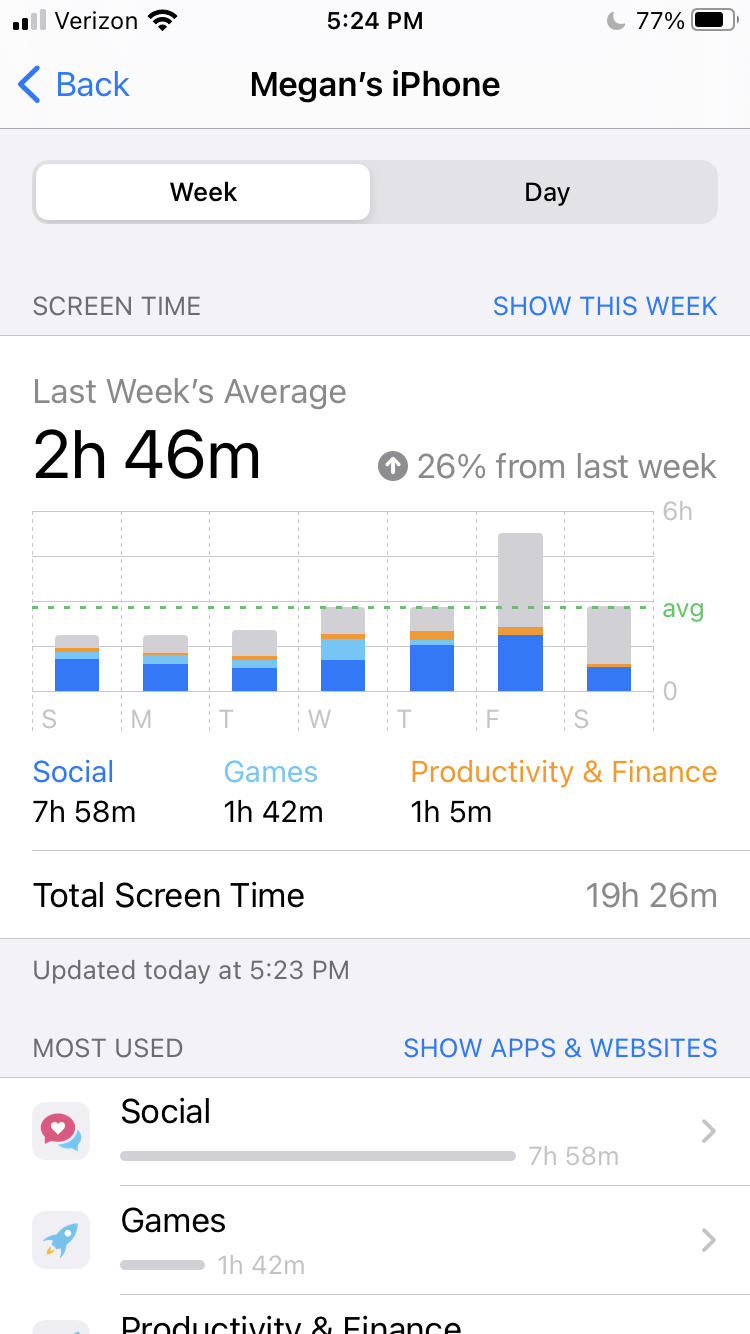 Verizon 5:24 PM 77%
Back Megan's iPhone
Week Day
SCREEN TIME SHOW THIS WEEK
Last Week's Average
2h 46m 26% from last week
6h
avg
0
S M T W T F S
Social Games Productivity & Finance
7h 58m 1h 42m 1h 5m
Total Screen Time 19h 26m
Updated today at 5:23 PM
MOST USED SHOW APPS & WEBSITES
Social
7h 58m
Games
1h 42m
Productivity & Finance